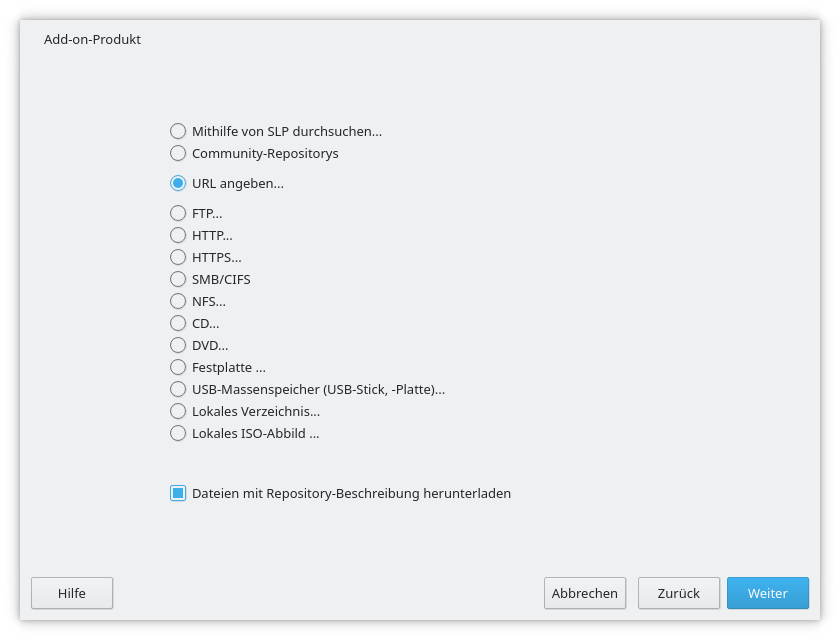 Add-on-Produkt
Mithilfe von SLP durchsuchen...
Community-Repositorys
URL angeben...
FTP...
HTTP...
HTTPS...
SMB/CIFS
NFS...
CD...
DVD...
Festplatte ...
USB-Massenspeicher (USB-Stick, -Platte)...
Lokales Verzeichnis...
Lokales ISO-Abbild ...
Dateien mit Repository-Beschreibung herunterladen
Hilfe Abbrechen Zurück Weiter